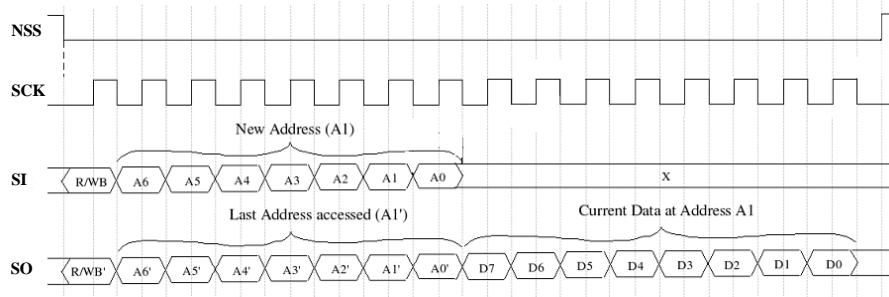 NSS
SCK
New Address (A1)
SI R/WB A6 A5 A4 A3 A2 A1 A0 X
Last Address accessed (A1') Current Data at Address A1
SO R/WB' A6' A5' A4' A3' A2' A1' A0' D7 D6 D5 D4 D3 D2 D1 D0